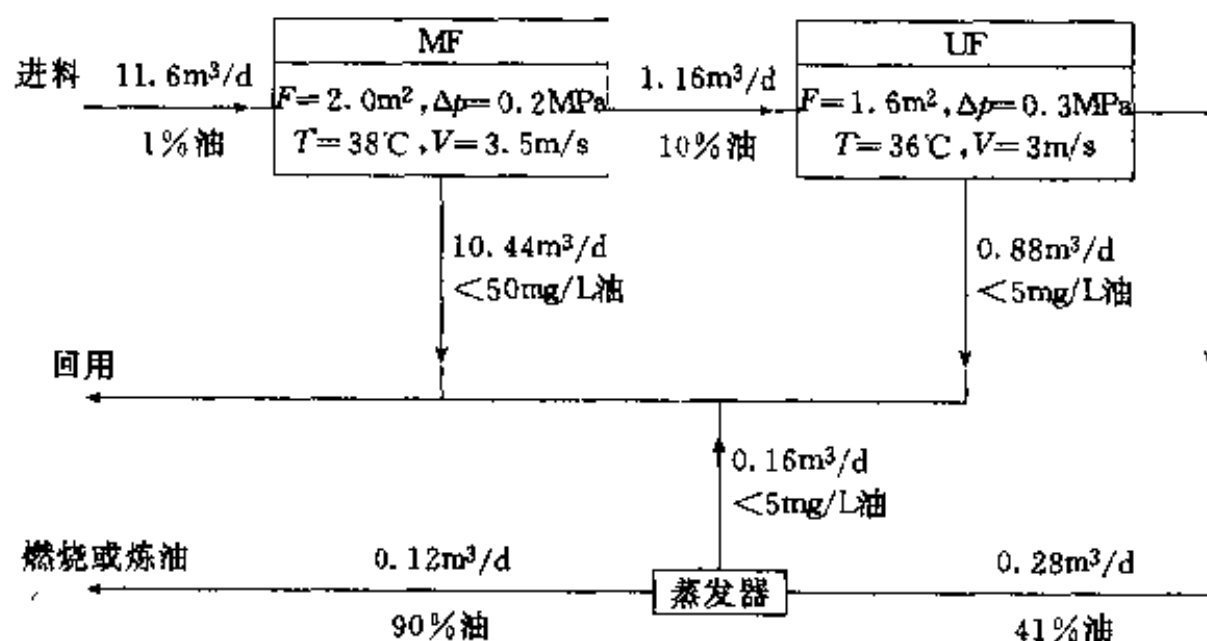 MF
UF
进料
11.6m³/d
1%油
F=2.0m²,Δp=0.2MPa
T=38℃,V=3.5m/s
1.16m³/d
10%油
F=1.6m²,Δp=0.3MPa
T=36℃,V=3m/s
10.44m³/d
<50mg/L油
0.88m³/d
<5mg/L油
回用
0.16m³/d
<5mg/L油
燃烧或炼油
0.12m³/d
90%油
蒸发器
0.28m³/d
41%油